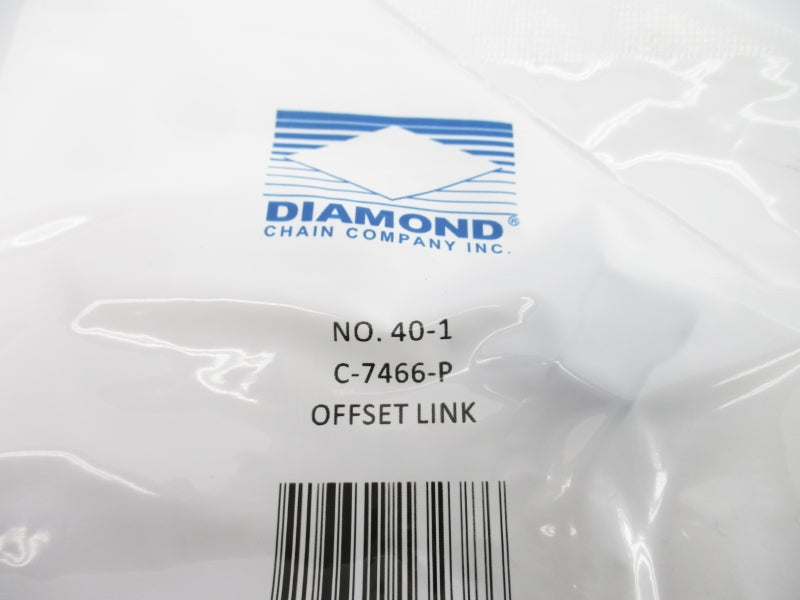 DIAMOND®
CHAIN COMPANY INC.
NO. 40-1
C-7466-P
OFFSET LINK